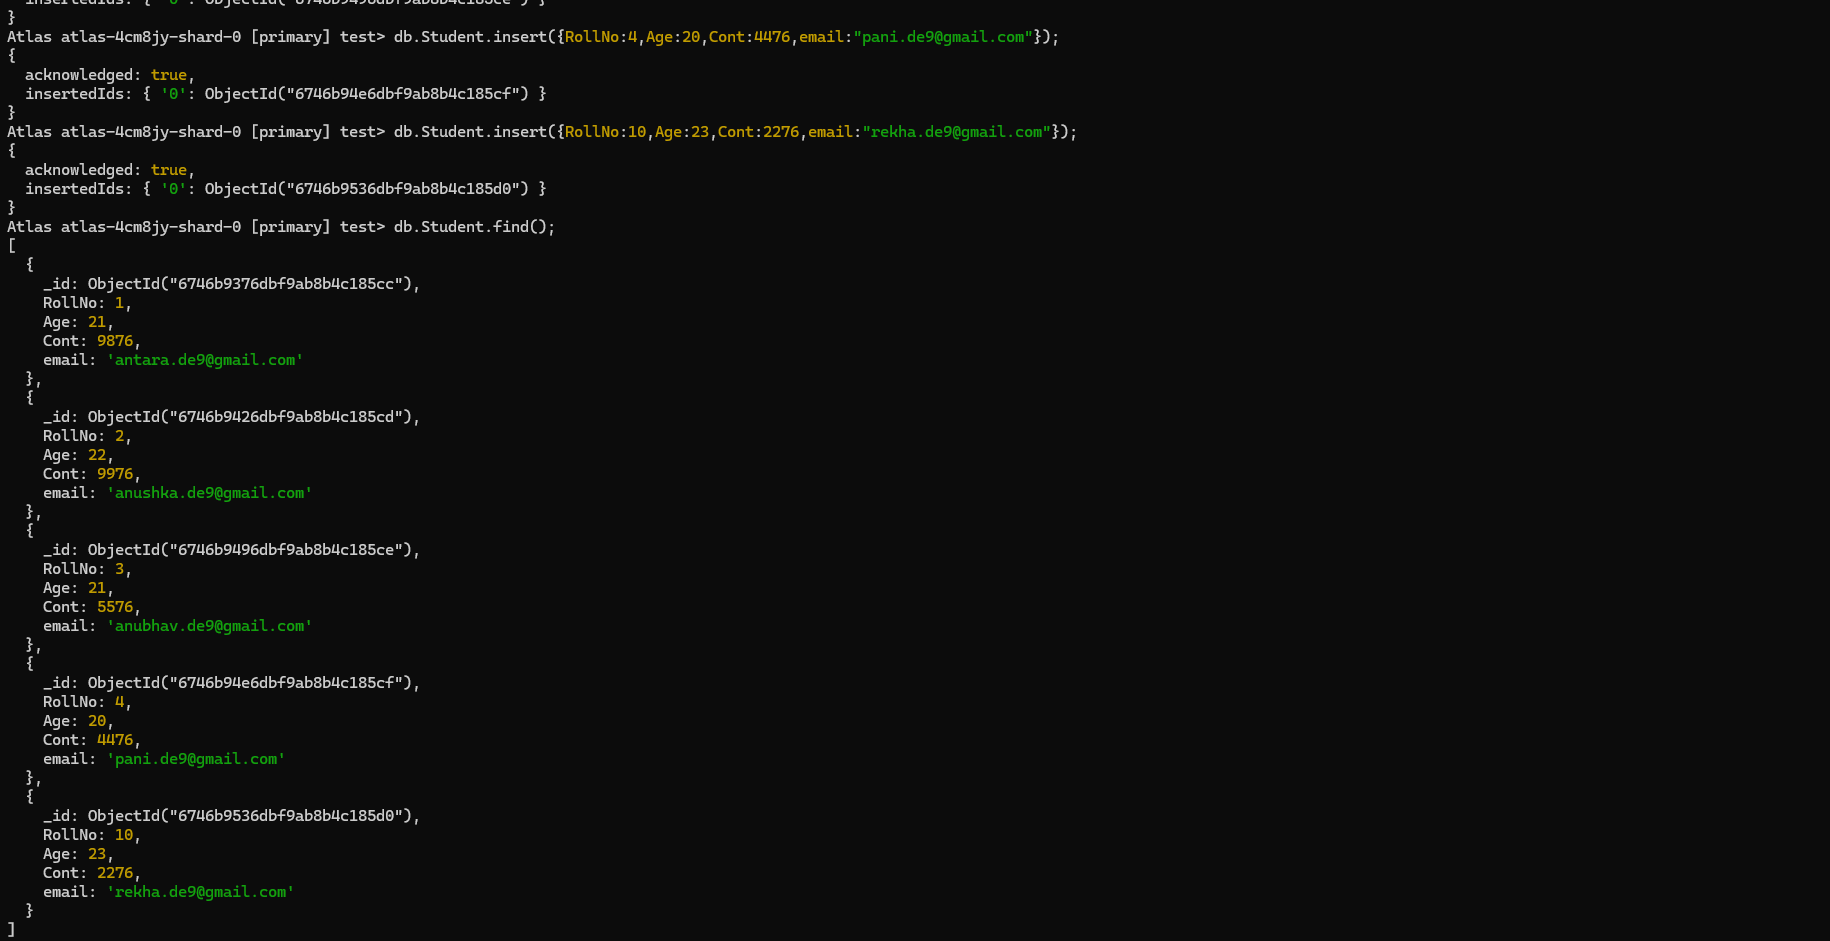 insertedIds: { '0': ObjectId("6746b9496dbf9ab8b4c185ce") }
}
Atlas atlas-4cm8jy-shard-0 [primary] test> db.Student.insert({RollNo:4,Age:20,Cont:4476,email:"pani.de9@gmail.com"});
{
  acknowledged: true,
  insertedIds: { '0': ObjectId("6746b94e6dbf9ab8b4c185cf") }
}
Atlas atlas-4cm8jy-shard-0 [primary] test> db.Student.insert({RollNo:10,Age:23,Cont:2276,email:"rekha.de9@gmail.com"});
{
  acknowledged: true,
  insertedIds: { '0': ObjectId("6746b9536dbf9ab8b4c185d0") }
}
Atlas atlas-4cm8jy-shard-0 [primary] test> db.Student.find();
[
  {
    _id: ObjectId("6746b9376dbf9ab8b4c185cc"),
    RollNo: 1,
    Age: 21,
    Cont: 9876,
    email: 'antara.de9@gmail.com'
  },
  {
    _id: ObjectId("6746b9426dbf9ab8b4c185cd"),
    RollNo: 2,
    Age: 22,
    Cont: 9976,
    email: 'anushka.de9@gmail.com'
  },
  {
    _id: ObjectId("6746b9496dbf9ab8b4c185ce"),
    RollNo: 3,
    Age: 21,
    Cont: 5576,
    email: 'anubhav.de9@gmail.com'
  },
  {
    _id: ObjectId("6746b94e6dbf9ab8b4c185cf"),
    RollNo: 4,
    Age: 20,
    Cont: 4476,
    email: 'pani.de9@gmail.com'
  },
  {
    _id: ObjectId("6746b9536dbf9ab8b4c185d0"),
    RollNo: 10,
    Age: 23,
    Cont: 2276,
    email: 'rekha.de9@gmail.com'
  }
]